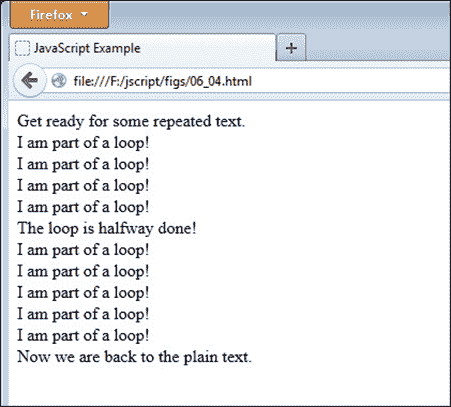 Firefox
JavaScript Example
file:///F:/jscript/figs/06_04.html
Get ready for some repeated text.
I am part of a loop!
I am part of a loop!
I am part of a loop!
I am part of a loop!
The loop is halfway done!
I am part of a loop!
I am part of a loop!
I am part of a loop!
I am part of a loop!
I am part of a loop!
Now we are back to the plain text.